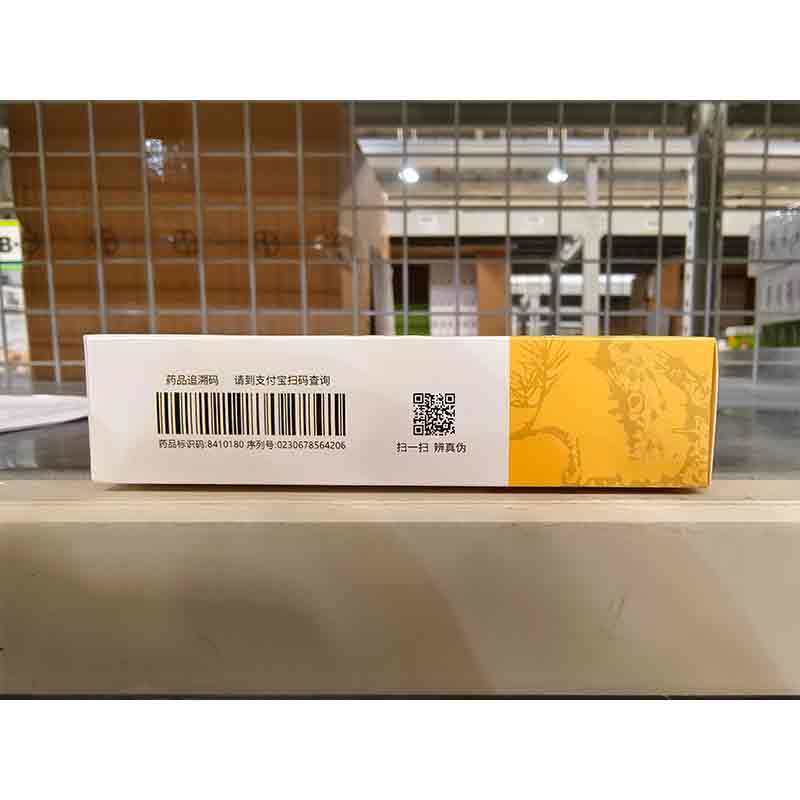 药品追溯码 请到支付宝扫码查询
药品标识码:8410180 序列号:0230678564206
扫一扫 辨真伪
8